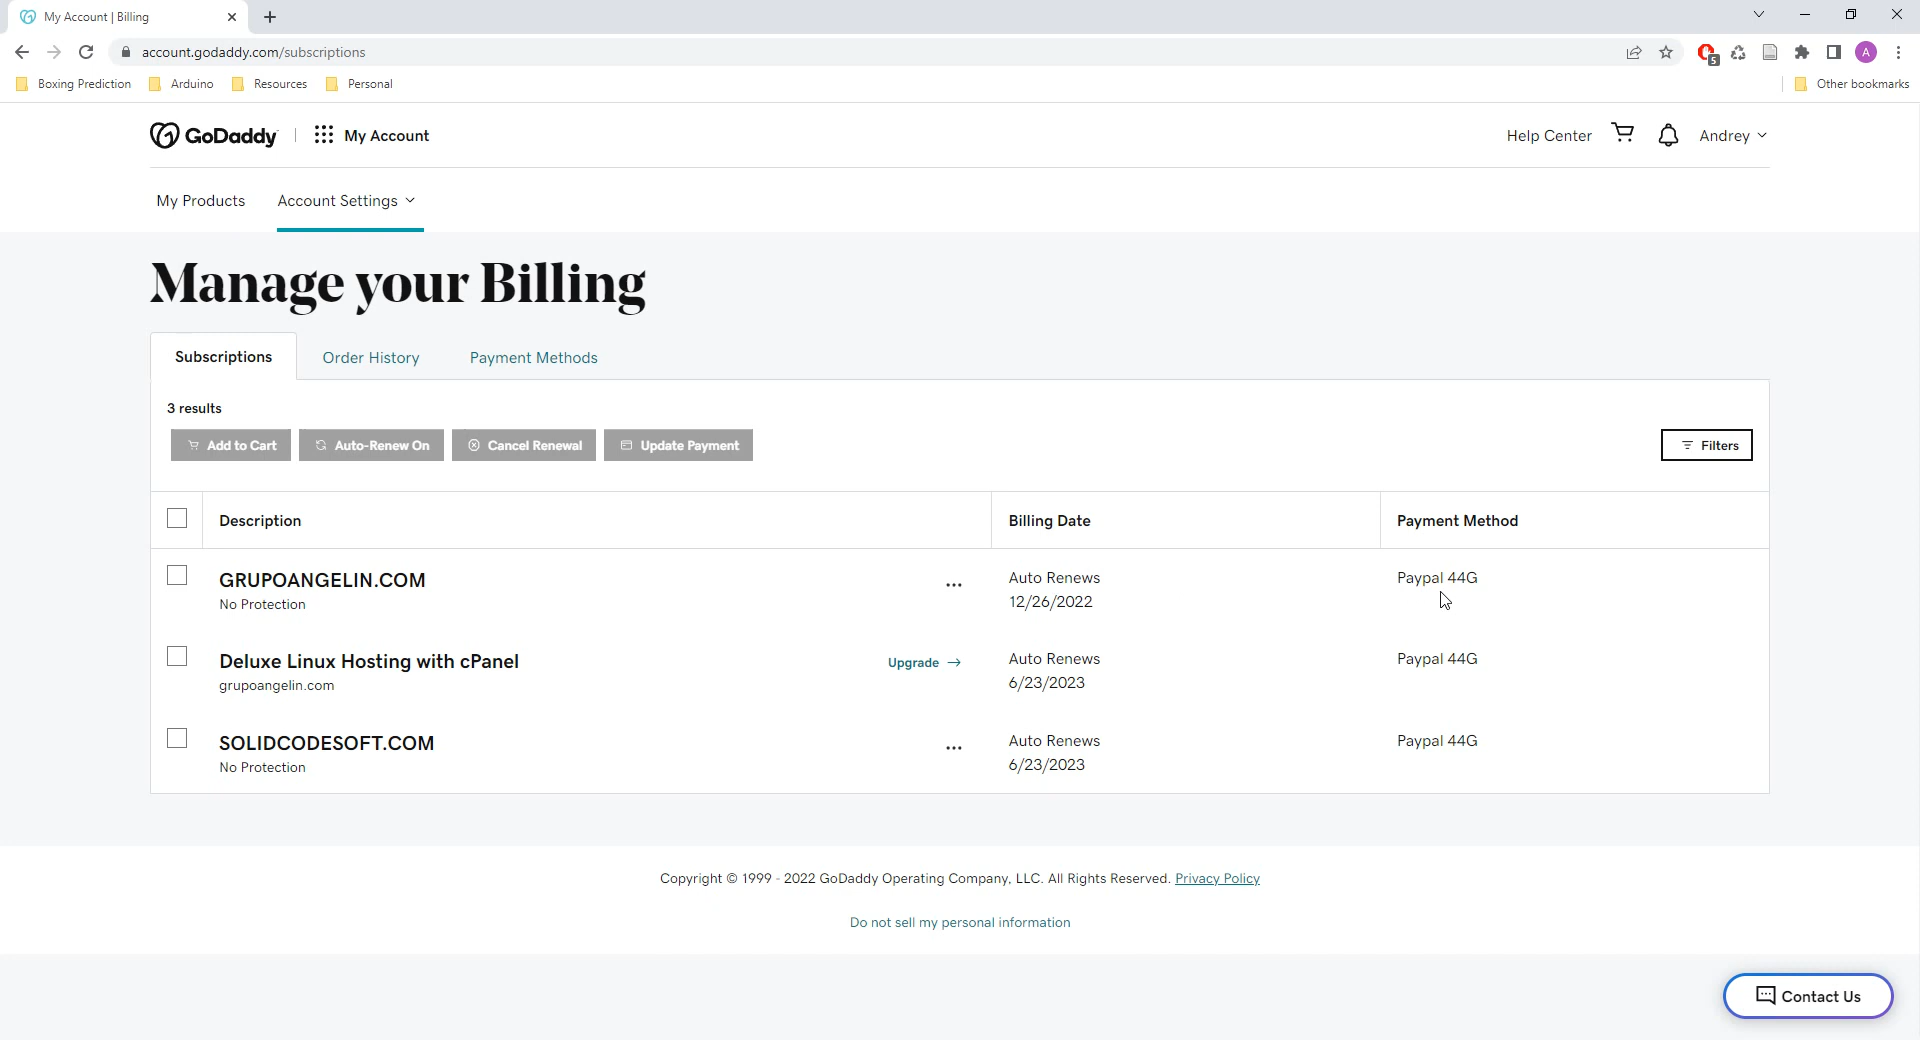 My Account | Billing
account.godaddy.com/subscriptions
5
A
Boxing Prediction
Arduino
Resources
Personal
Other bookmarks
GoDaddy
My Account
Help Center
Andrey
My Products
Account Settings
Manage your Billing
Subscriptions
Order History
Payment Methods
3 results
Add to Cart
Auto-Renew On
Cancel Renewal
Update Payment
Filters
Description
Billing Date
Payment Method
GRUPOANGELIN.COM
No Protection
...
Auto Renews
12/26/2022
Paypal 44G
Deluxe Linux Hosting with cPanel
grupoangelin.com
Upgrade →
Auto Renews
6/23/2023
Paypal 44G
SOLIDCODESOFT.COM
No Protection
...
Auto Renews
6/23/2023
Paypal 44G
Copyright © 1999 - 2022 GoDaddy Operating Company, LLC. All Rights Reserved. Privacy Policy
Do not sell my personal information
Contact Us